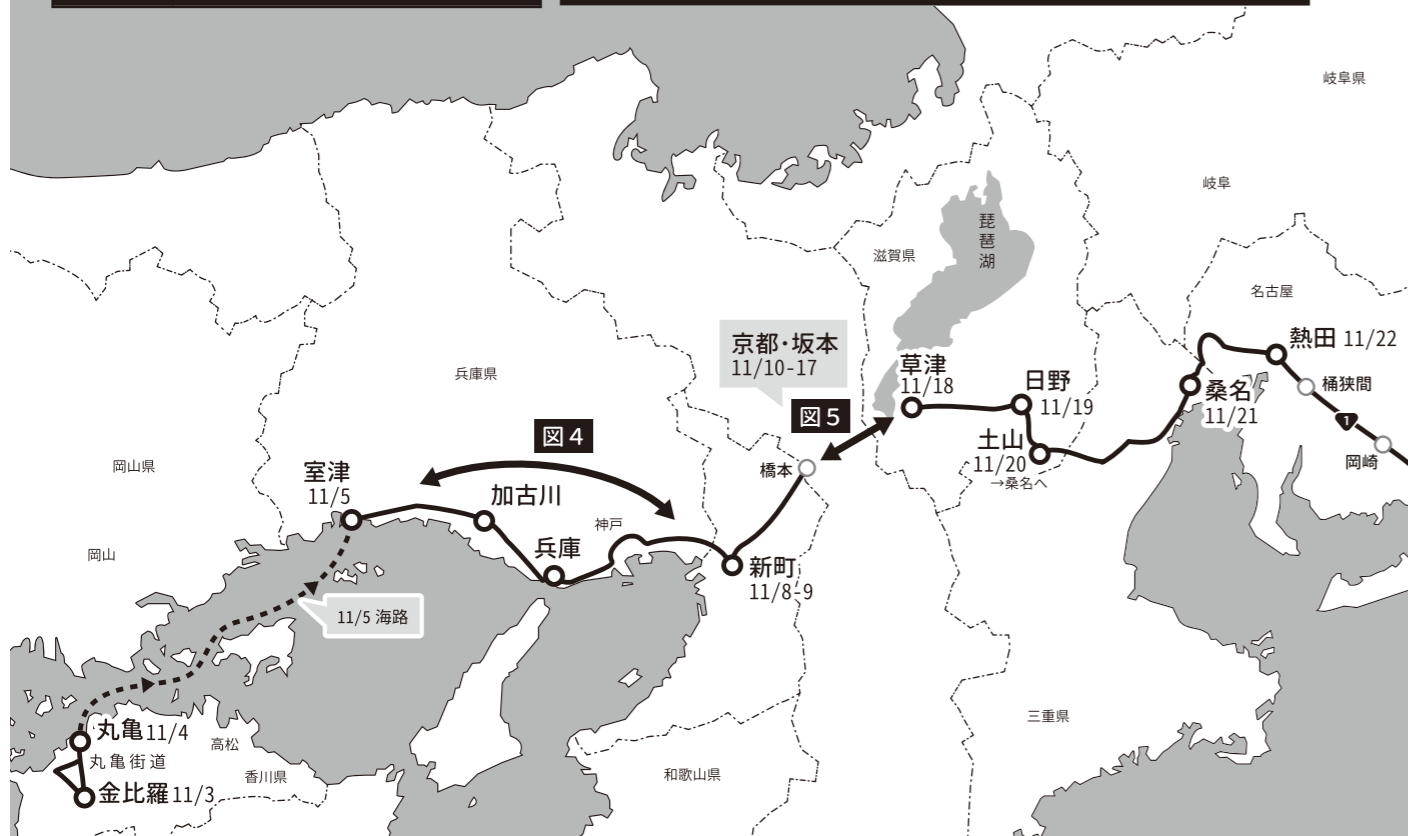 岐阜県
岐阜
琵琶湖
滋賀県
名古屋
京都・坂本
11/10-17
熱田 11/22
草津
11/18
日野
11/19
桑名
11/21
桶狭間
1
岡崎
兵庫県
図5
図4
土山
11/20
→桑名へ
橋本
岡山県
室津
11/5
加古川
神戸
兵庫
岡山
新町
11/8-9
11/5 海路
三重県
丸亀 11/4
高松
丸亀街道
香川県
和歌山県
金比羅 11/3